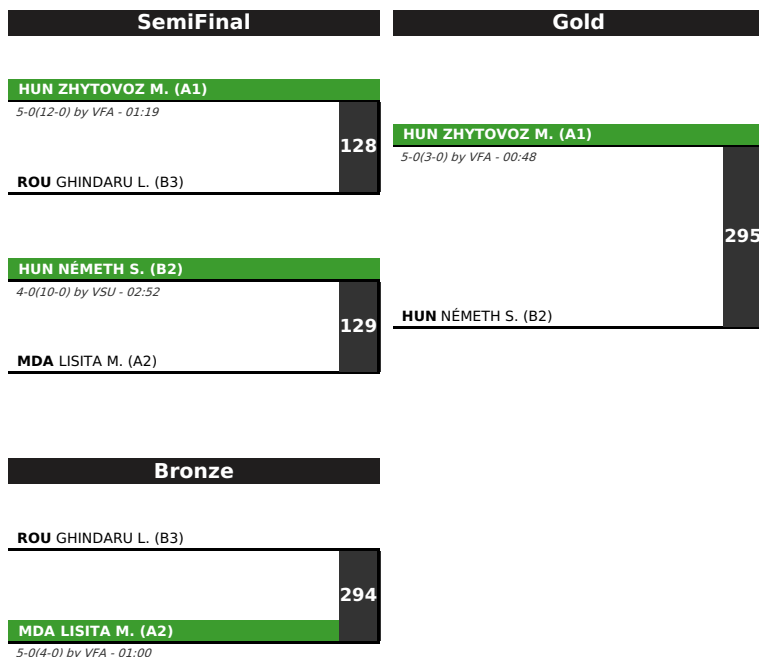 SemiFinal
HUN ZHYTOVOZ M. (A1)
5-0(12-0) by VFA - 01:19
128
ROU GHINDARU L. (B3)
HUN NÉMETH S. (B2)
4-0(10-0) by VSU - 02:52
129
MDA LISITA M. (A2)
Gold
HUN ZHYTOVOZ M. (A1)
5-0(3-0) by VFA - 00:48
295
HUN NÉMETH S. (B2)
Bronze
ROU GHINDARU L. (B3)
294
MDA LISITA M. (A2)
5-0(4-0) by VFA - 01:00